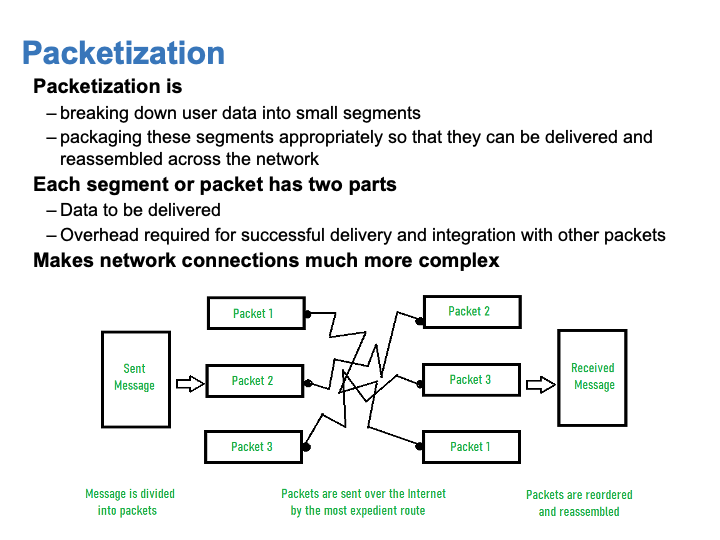 Packetization
Packetization is
– breaking down user data into small segments
– packaging these segments appropriately so that they can be delivered and
reassembled across the network
Each segment or packet has two parts
– Data to be delivered
– Overhead required for successful delivery and integration with other packets
Makes network connections much more complex
Sent
Message
Packet 1
Packet 2
Packet 3
Packet 2
Packet 3
Packet 1
Received
Message
Message is divided
into packets
Packets are sent over the Internet
by the most expedient route
Packets are reordered
and reassembled